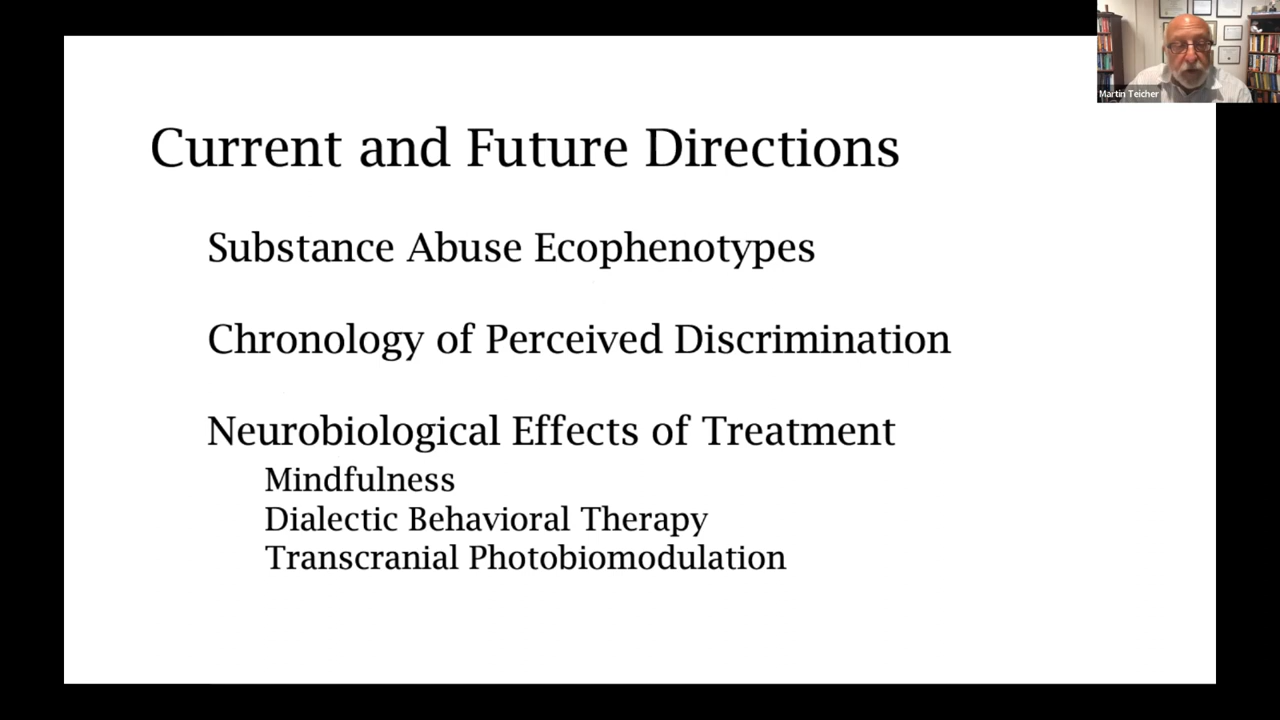 Martin Teicher
Current and Future Directions
Substance Abuse Ecophenotypes
Chronology of Perceived Discrimination
Neurobiological Effects of Treatment
Mindfulness
Dialectic Behavioral Therapy
Transcranial Photobiomodulation